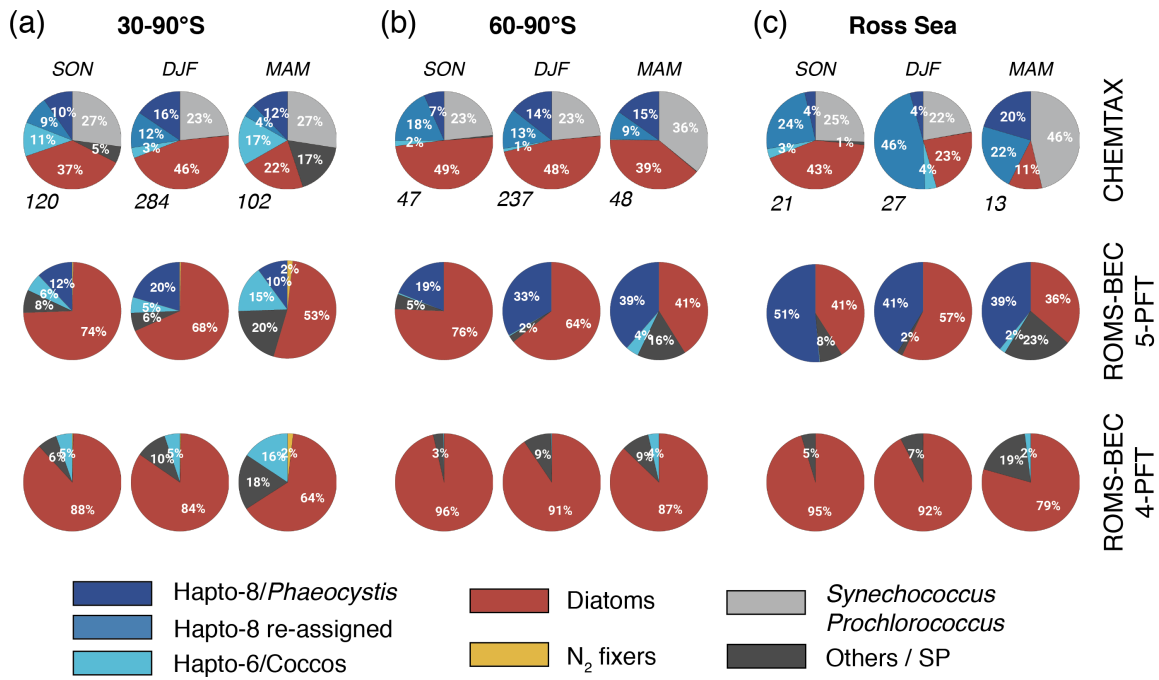 (a) 30-90°S (b) 60-90°S (c) Ross Sea
SON DJF MAM SON DJF MAM SON DJF MAM
10% 27% 5% 37% 11% 9%
16% 23% 46% 3% 12%
12% 27% 17% 22% 17% 4%
7% 23% 49% 2% 18%
14% 23% 48% 1% 13%
15% 36% 39% 9%
4% 25% 1% 43% 3% 24%
4% 22% 23% 4% 46%
20% 46% 11% 22%
CHEMTAX
120 284 102 47 237 48 21 27 13
12% 6% 8% 74%
20% 5% 6% 68%
2% 10% 15% 20% 53%
19% 5% 76%
33% 2% 64%
39% 41% 4% 16%
51% 41% 8%
41% 2% 57%
39% 36% 2% 23%
ROMS-BEC
5-PFT
6% 5% 88%
10% 5% 84%
16% 2% 18% 64%
3% 96%
9% 91%
9% 4% 87%
5% 95%
7% 92%
19% 2% 79%
ROMS-BEC
4-PFT
Hapto-8/Phaeocystis
Hapto-8 re-assigned
Hapto-6/Coccos
Diatoms
N2 fixers
Synechococcus
Prochlorococcus
Others / SP